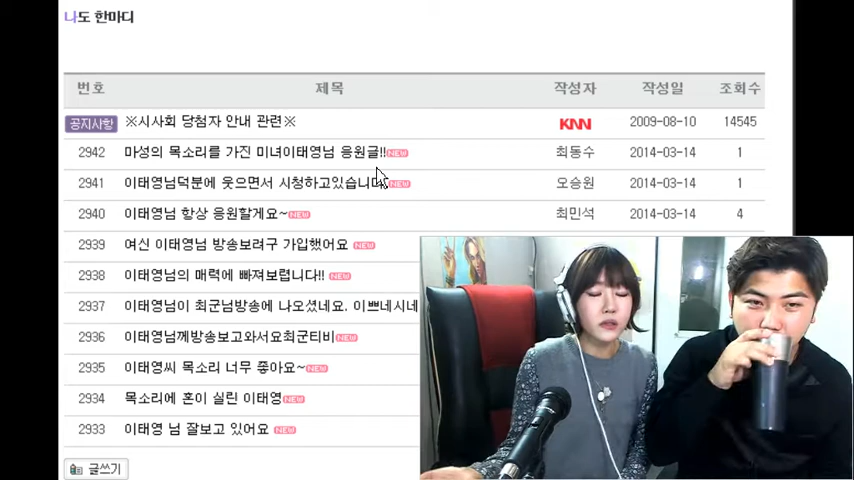 나도 한마디
번호 제목 작성자 작성일 조회수
공지사항 ※시사회 당첨자 안내 관련※ KNN 2009-08-10 14545
2942 마성의 목소리를 가진 미녀이태영님 응원글!! NEW 최동수 2014-03-14 1
2941 이태영님덕분에 웃으면서 시청하고있습니다 NEW 오승원 2014-03-14 1
2940 이태영님 항상 응원할게요~ NEW 최민석 2014-03-14 4
2939 여신 이태영님 방송보려구 가입했어요 NEW
2938 이태영님의 매력에 빠져보렵니다!! NEW
2937 이태영님이 최군님방송에 나오셨네요. 이쁘네시네
2936 이태영님께방송보고와서요최군티비 NEW
2935 이태영씨 목소리 너무 좋아요~ NEW
2934 목소리에 혼이 실린 이태영 NEW
2933 이태영 님 잘보고 있어요 NEW
글쓰기